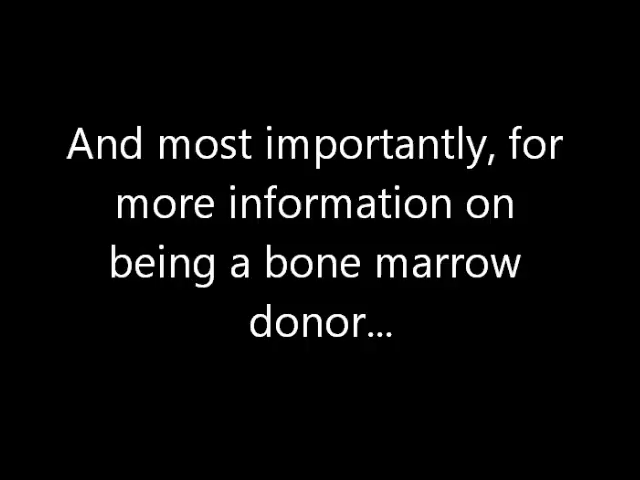 And most importantly, for
more information on
being a bone marrow
donor...